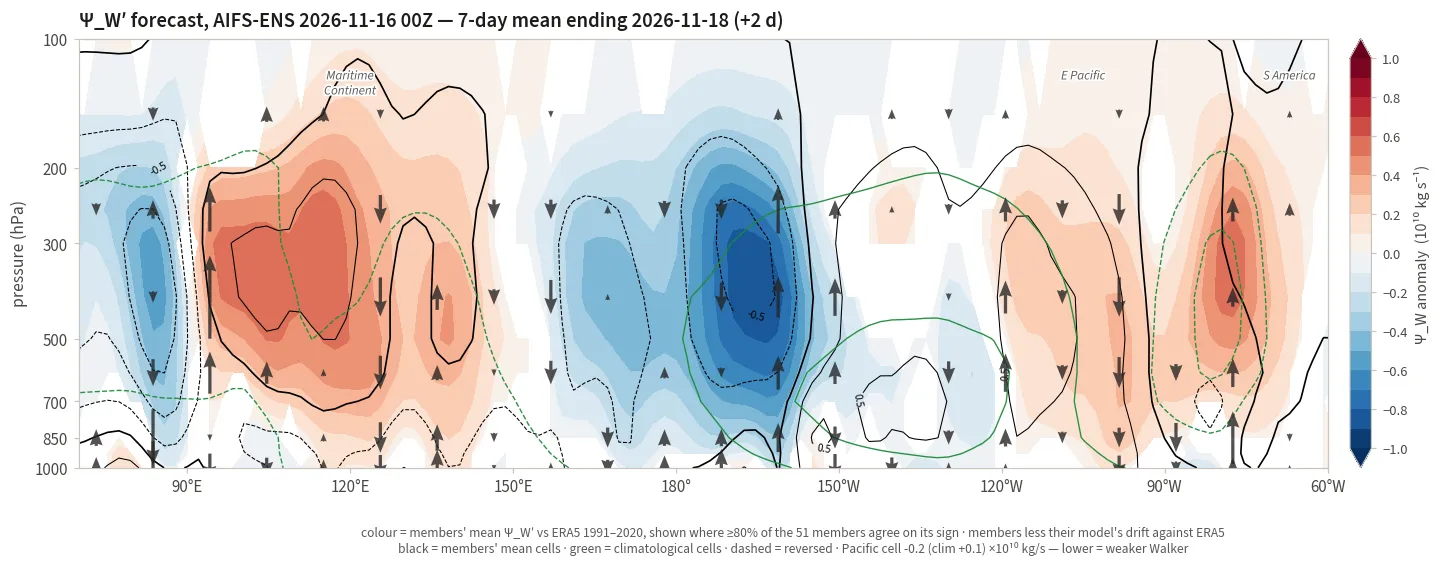 Ψ_W′ forecast, AIFS-ENS 2026-11-16 00Z — 7-day mean ending 2026-11-18 (+2 d)
100
200
300
400
500
700
850
1000
pressure (hPa)
Maritime
Continent
E Pacific
S America
-0.5
-0.5
0.5
0.5
90°E
120°E
150°E
180°
150°W
120°W
90°W
60°W
1.0
0.8
0.6
0.4
0.2
0.0
−0.2
−0.4
−0.6
−0.8
−1.0
Ψ_W anomaly (10¹⁰ kg s⁻¹)
colour = members' mean Ψ_W′ vs ERA5 1991–2020, shown where ≥80% of the 51 members agree on its sign · members less their model's drift against ERA5
black = members' mean cells · green = climatological cells · dashed = reversed · Pacific cell -0.2 (clim +0.1) ×10¹⁰ kg/s — lower = weaker Walker